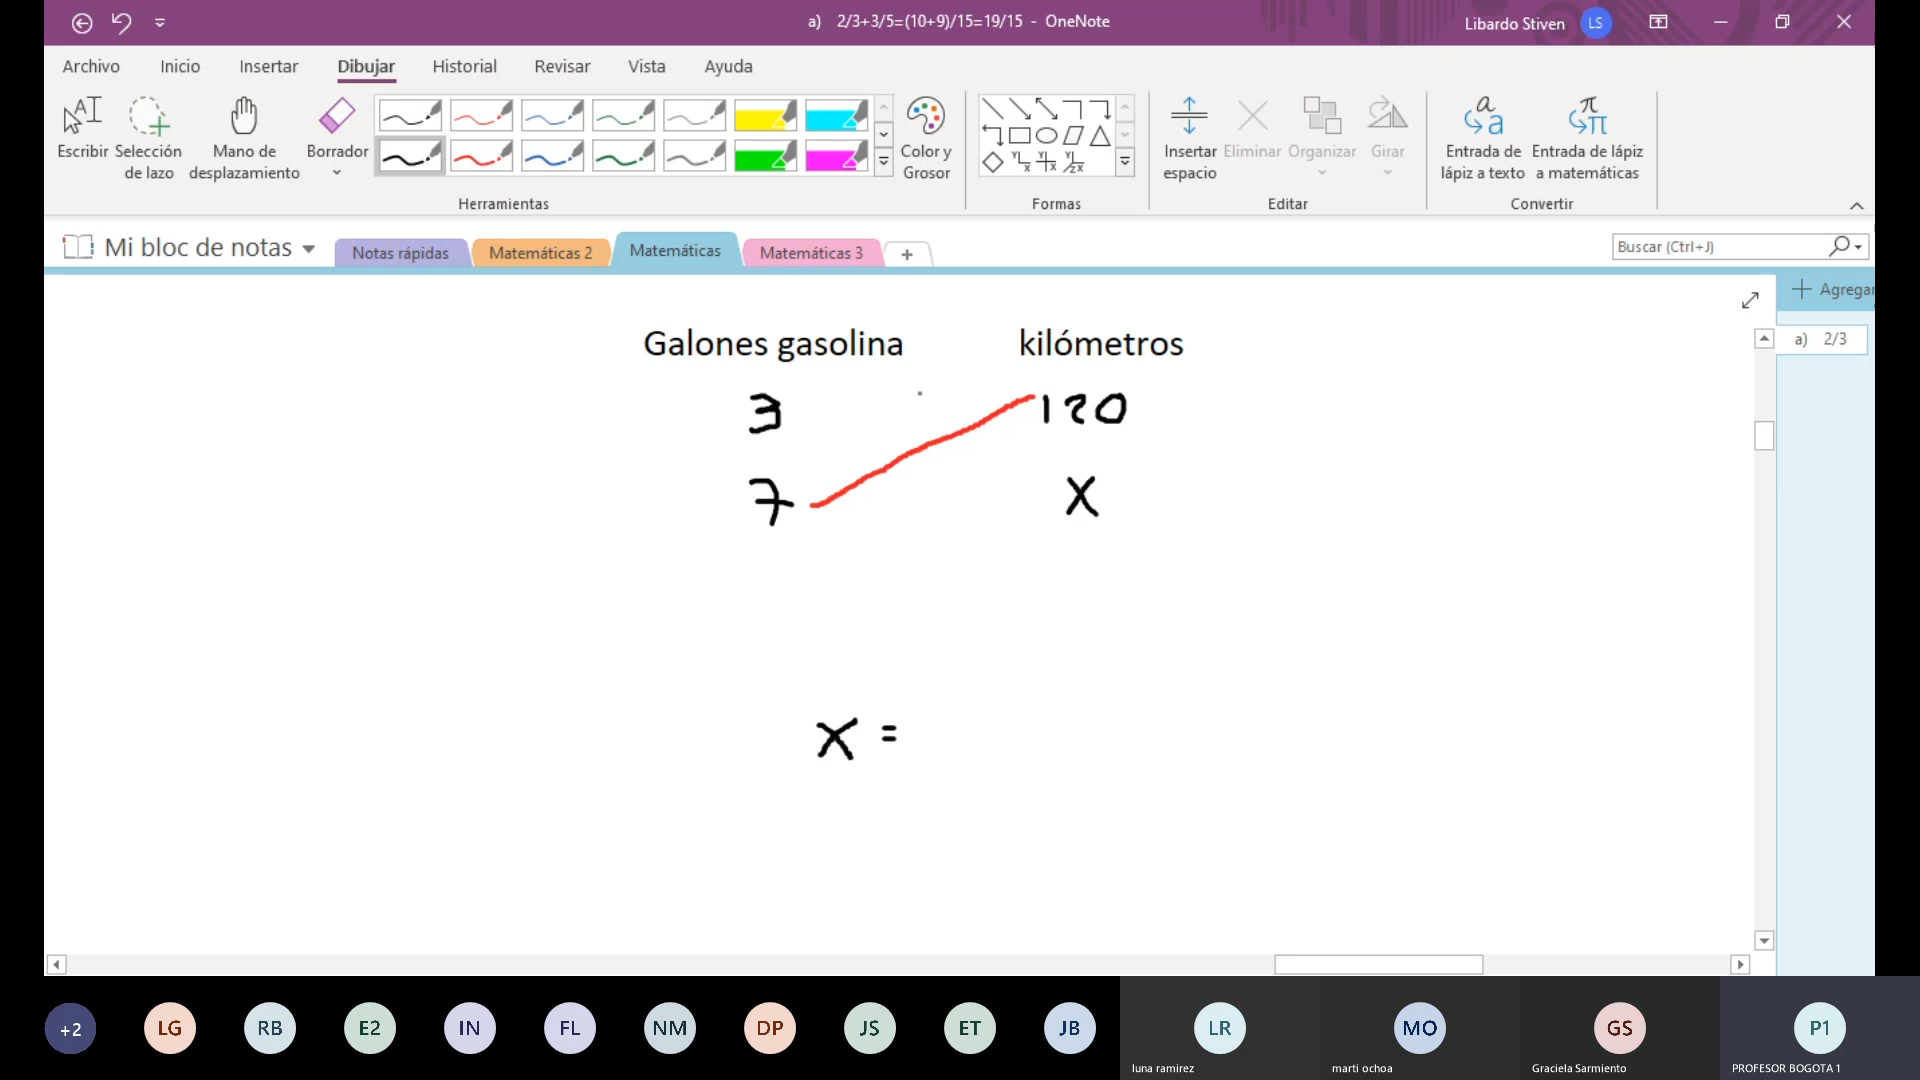 a) 2/3+3/5=(10+9)/15=19/15 - OneNote
Libardo Stiven LS
Archivo Inicio Insertar Dibujar Historial Revisar Vista Ayuda
Escribir
Selección de lazo
Mano de desplazamiento
Borrador
Color y Grosor
Insertar espacio
Eliminar
Organizar
Girar
Entrada de lápiz a texto
Entrada de lápiz a matemáticas
Herramientas Formas Editar Convertir
Mi bloc de notas
Notas rápidas Matemáticas 2 Matemáticas Matemáticas 3 +
Buscar (Ctrl+J)
Agregar
a) 2/3
Galones gasolina kilómetros
3 120
7 X
X =
+2 LG RB E2 IN FL NM DP JS ET JB LR MO GS P1
luna ramirez marti ochoa Graciela Sarmiento PROFESOR BOGOTA 1